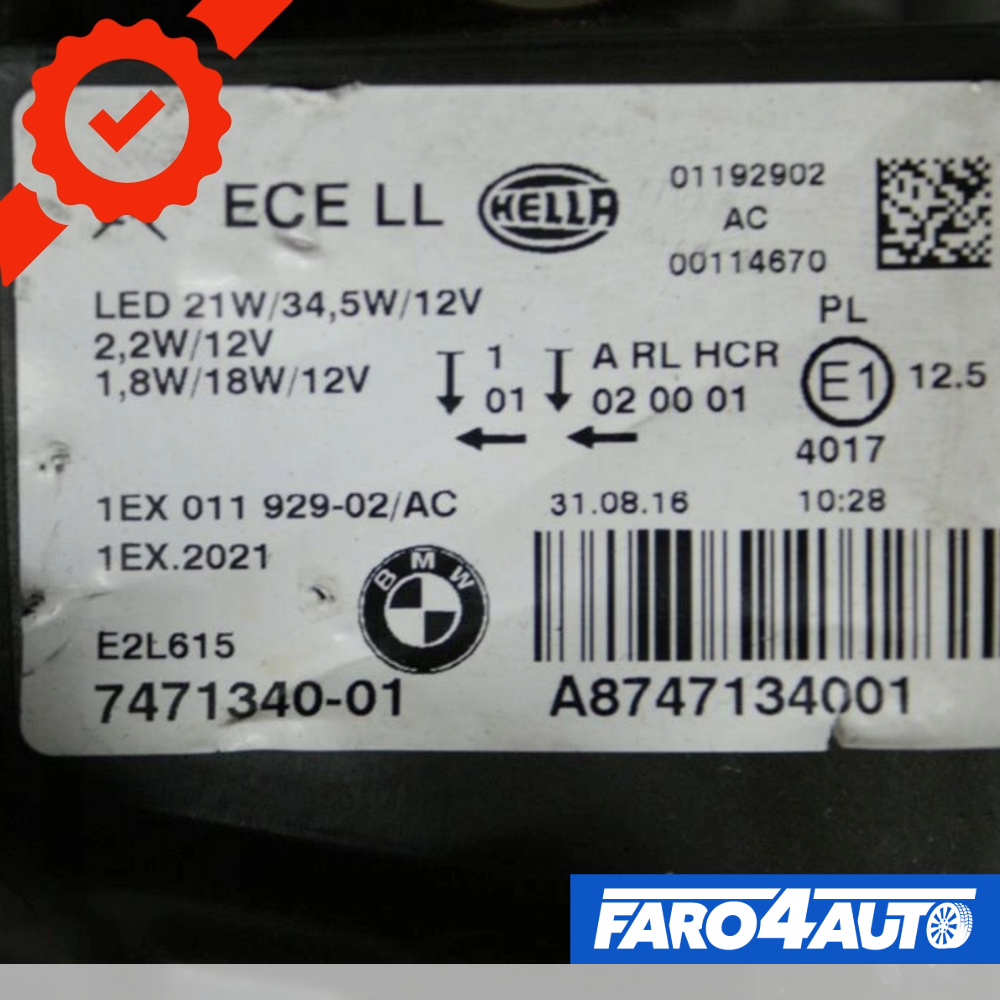 ECE LL
HELLA
01192902
AC
00114670
LED 21W/34,5W/12V
2,2W/12V
1,8W/18W/12V
1
01
A RL HCR
02 00 01
PL
E1
12.5
4017
1EX 011 929-02/AC
31.08.16
10:28
1EX.2021
BMW
E2L615
7471340-01
A8747134001
FARO4AUTO